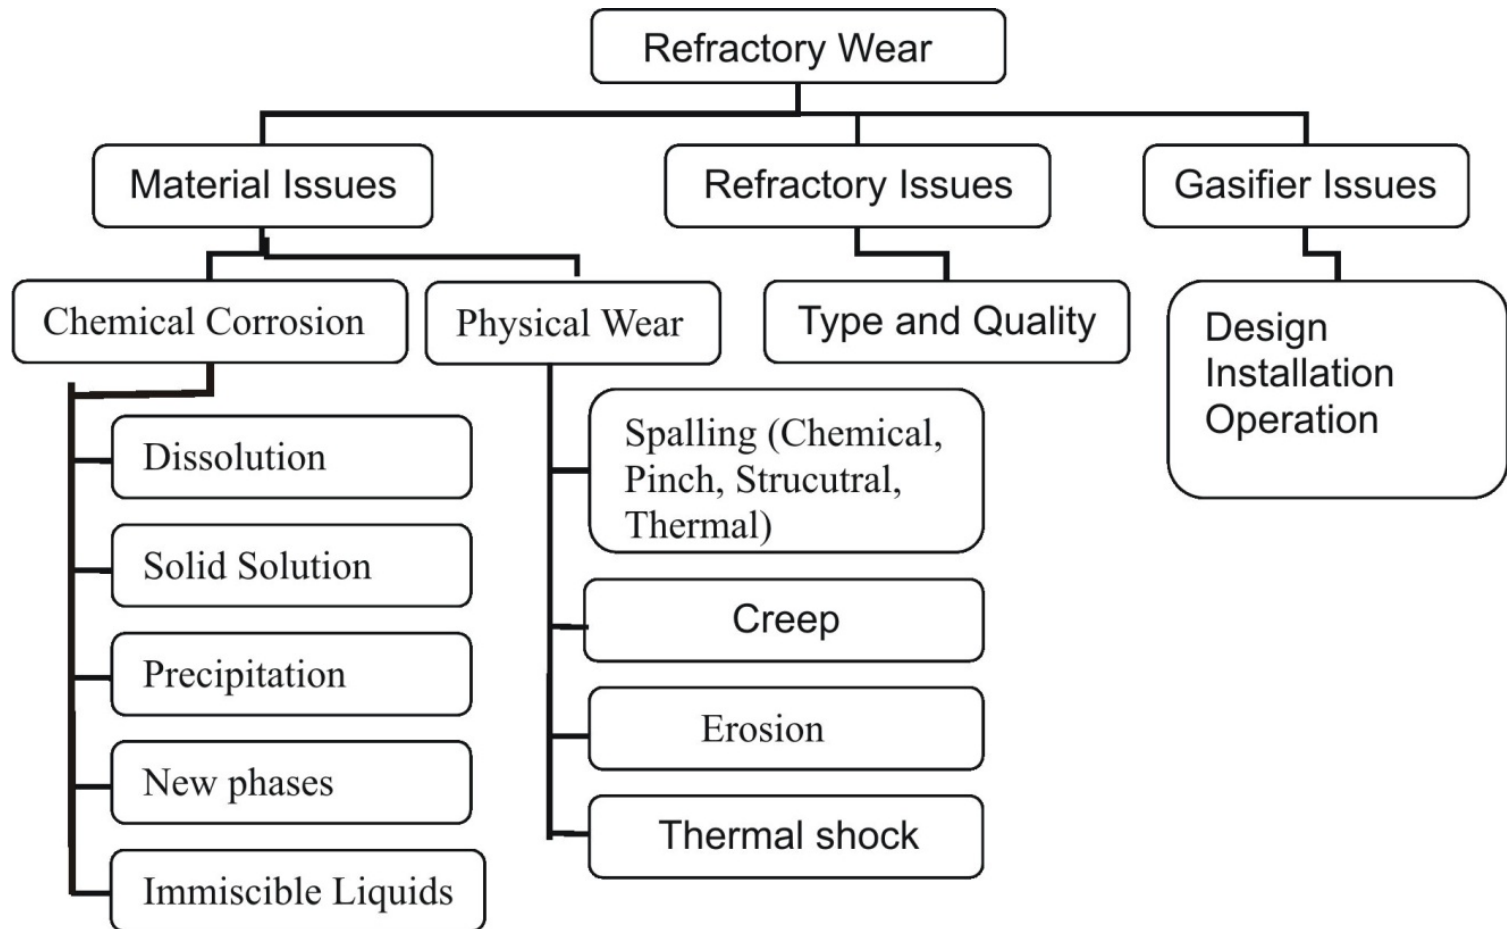 Refractory Wear
Material Issues
Refractory Issues
Gasifier Issues
Chemical Corrosion
Physical Wear
Type and Quality
Design
Installation
Operation
Dissolution
Solid Solution
Precipitation
New phases
Immiscible Liquids
Spalling (Chemical,
Pinch, Strucutral,
Thermal)
Creep
Erosion
Thermal shock